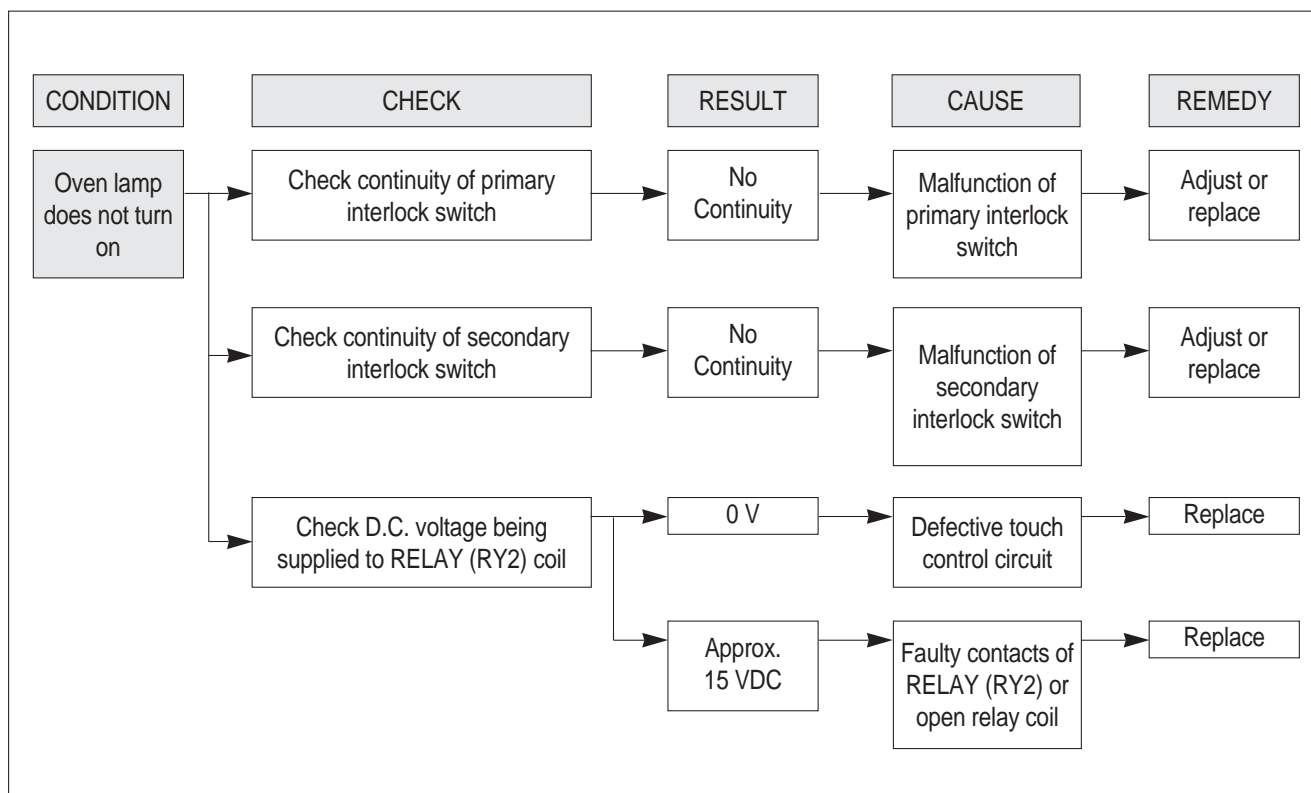 CONDITION
CHECK
RESULT
CAUSE
REMEDY
Oven lamp
does not turn
on
Check continuity of primary
interlock switch
No
Continuity
Malfunction of
primary interlock
switch
Adjust or
replace
Check continuity of secondary
interlock switch
No
Continuity
Malfunction of
secondary
interlock switch
Adjust or
replace
Check D.C. voltage being
supplied to RELAY (RY2) coil
0 V
Defective touch
control circuit
Replace
Approx.
15 VDC
Faulty contacts of
RELAY (RY2) or
open relay coil
Replace